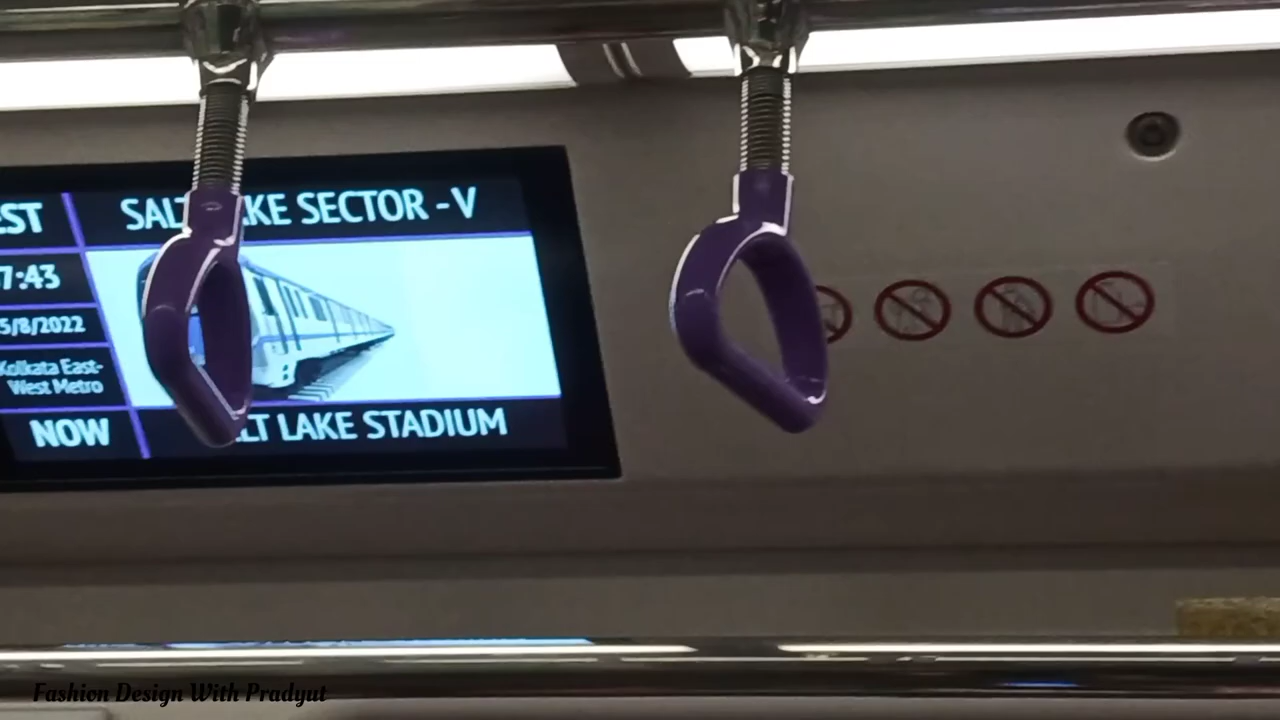 EST
SALT LAKE SECTOR - V
7:43
5/8/2022
Kolkata East-
West Metro
NOW
LT LAKE STADIUM
Fashion Design With Pradyut